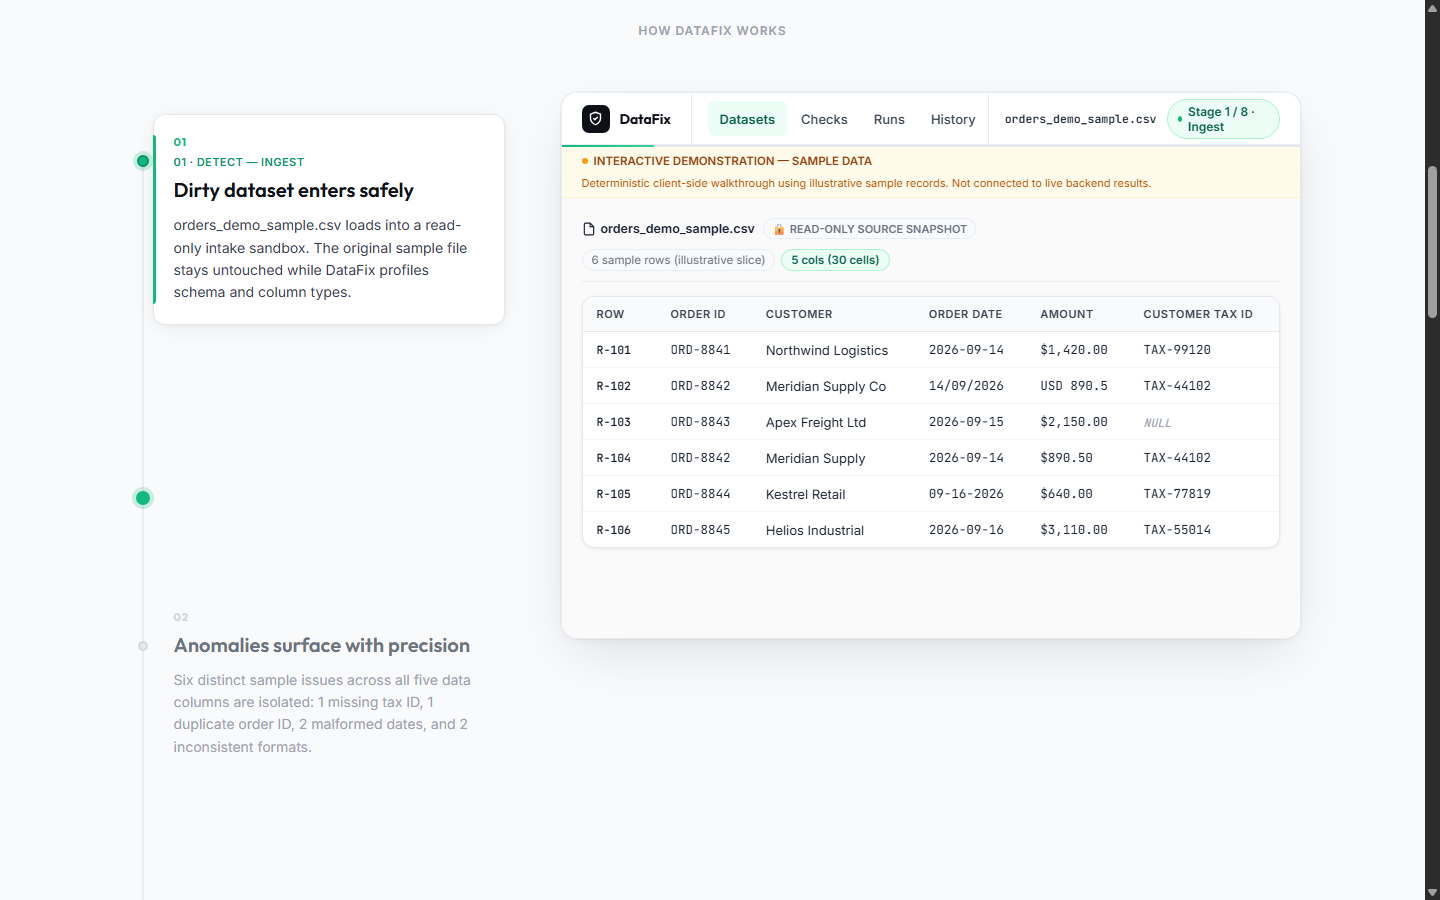 HOW DATAFIX WORKS
01
01 · DETECT — INGEST
Dirty dataset enters safely
orders_demo_sample.csv loads into a read-
only intake sandbox. The original sample file
stays untouched while DataFix profiles
schema and column types.
02
Anomalies surface with precision
Six distinct sample issues across all five data
columns are isolated: 1 missing tax ID, 1
duplicate order ID, 2 malformed dates, and 2
inconsistent formats.
DataFix Datasets Checks Runs History orders_demo_sample.csv Stage 1 / 8 ·
Ingest
INTERACTIVE DEMONSTRATION — SAMPLE DATA
Deterministic client-side walkthrough using illustrative sample records. Not connected to live backend results.
orders_demo_sample.csv 🔒 READ-ONLY SOURCE SNAPSHOT
6 sample rows (illustrative slice) 5 cols (30 cells)
ROW ORDER ID CUSTOMER ORDER DATE AMOUNT CUSTOMER TAX ID
R-101 ORD-8841 Northwind Logistics 2026-09-14 $1,420.00 TAX-99120
R-102 ORD-8842 Meridian Supply Co 14/09/2026 USD 890.5 TAX-44102
R-103 ORD-8843 Apex Freight Ltd 2026-09-15 $2,150.00 NULL
R-104 ORD-8842 Meridian Supply 2026-09-14 $890.50 TAX-44102
R-105 ORD-8844 Kestrel Retail 09-16-2026 $640.00 TAX-77819
R-106 ORD-8845 Helios Industrial 2026-09-16 $3,110.00 TAX-55014